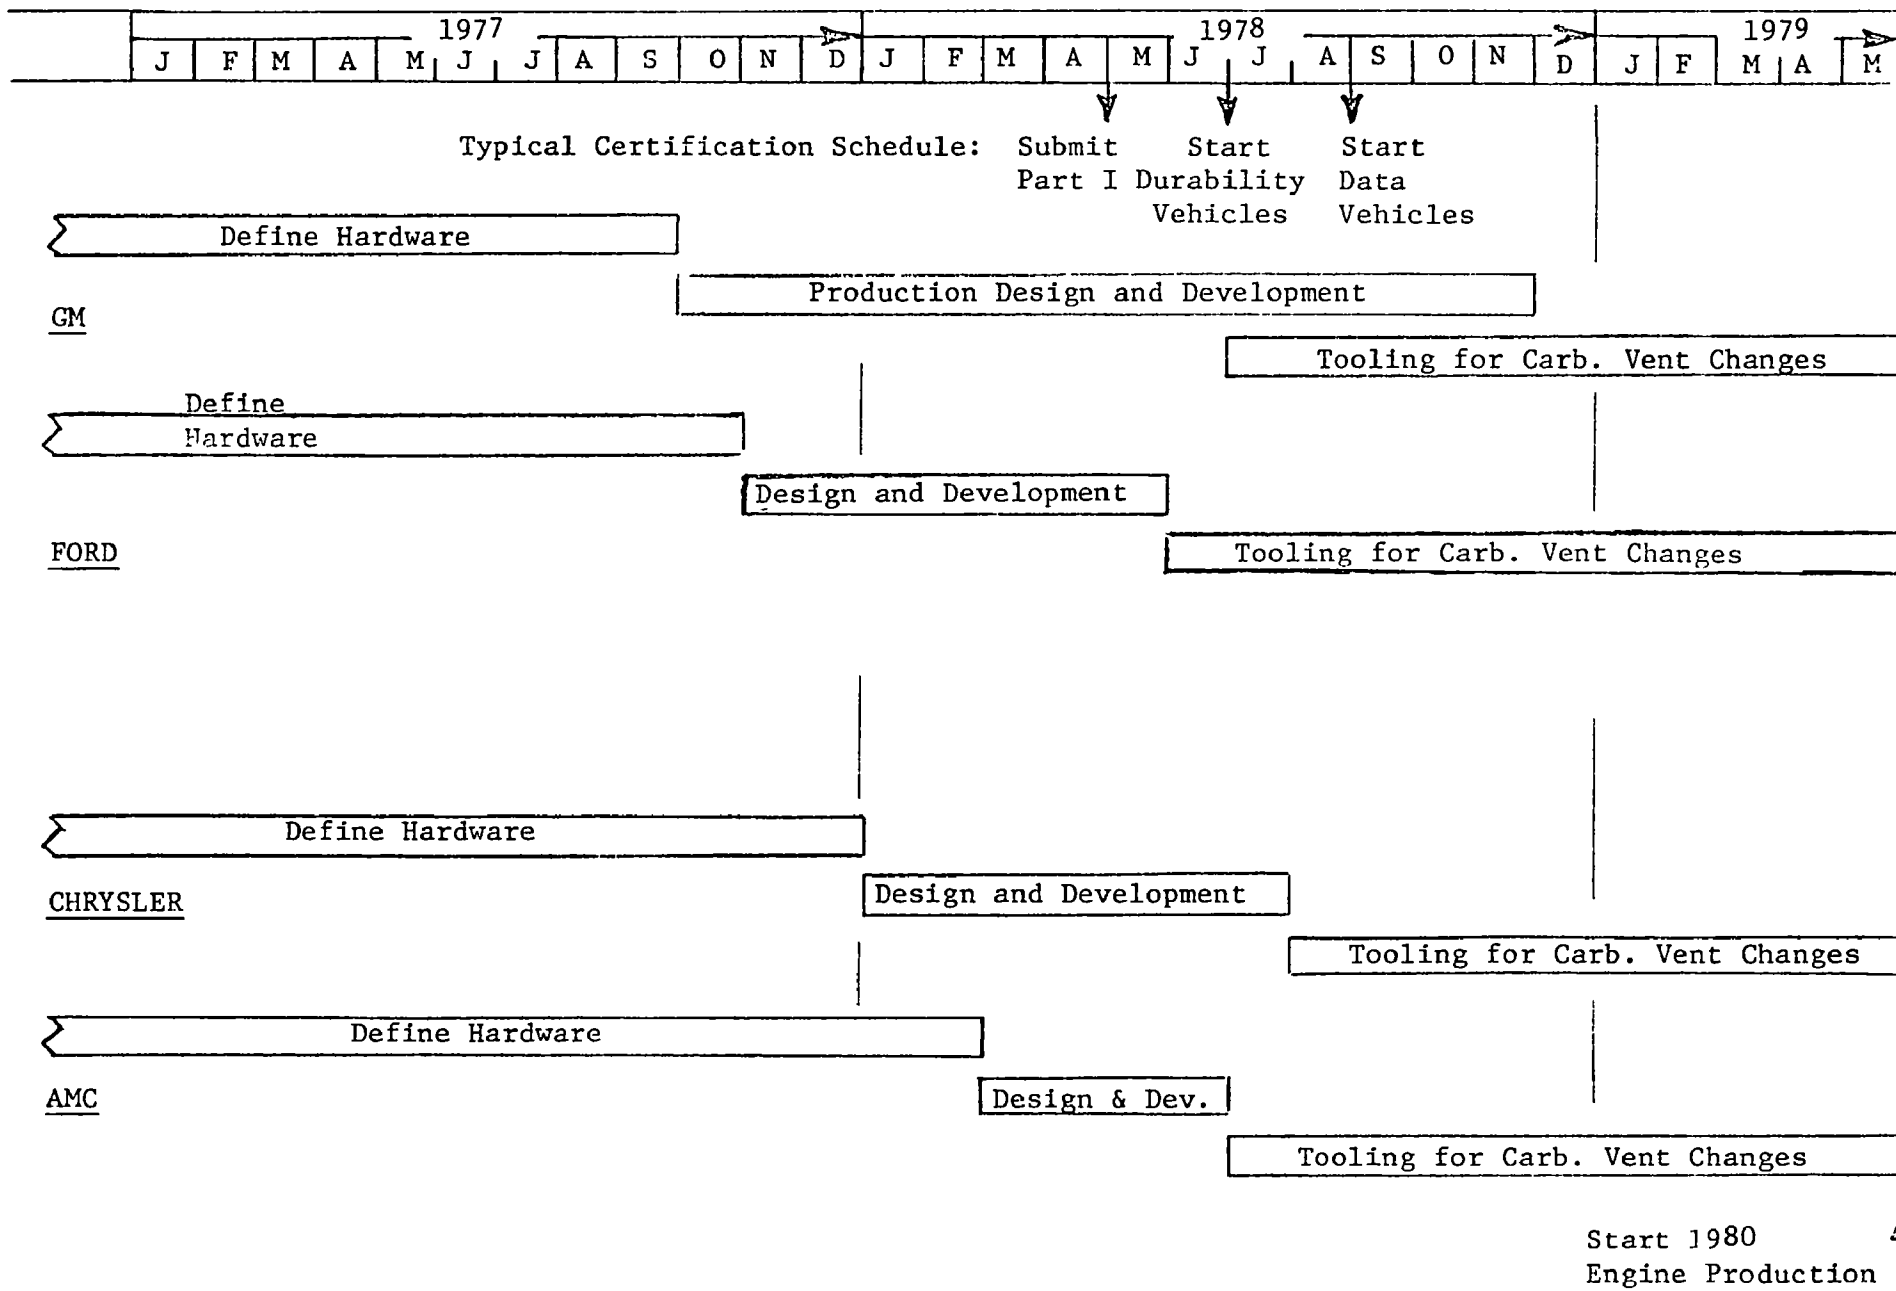 1977 1978 1979
J F M A M J J A S O N D J F M A M J J A S O N D J F M A M
Typical Certification Schedule: Submit Start Start
Part I Durability Data
Vehicles Vehicles
Define Hardware
Production Design and Development
GM
Tooling for Carb. Vent Changes
Define
Hardware
Design and Development
FORD
Tooling for Carb. Vent Changes
Define Hardware
Design and Development
CHRYSLER
Tooling for Carb. Vent Changes
Define Hardware
Design & Dev.
AMC
Tooling for Carb. Vent Changes
Start 1980
Engine Production